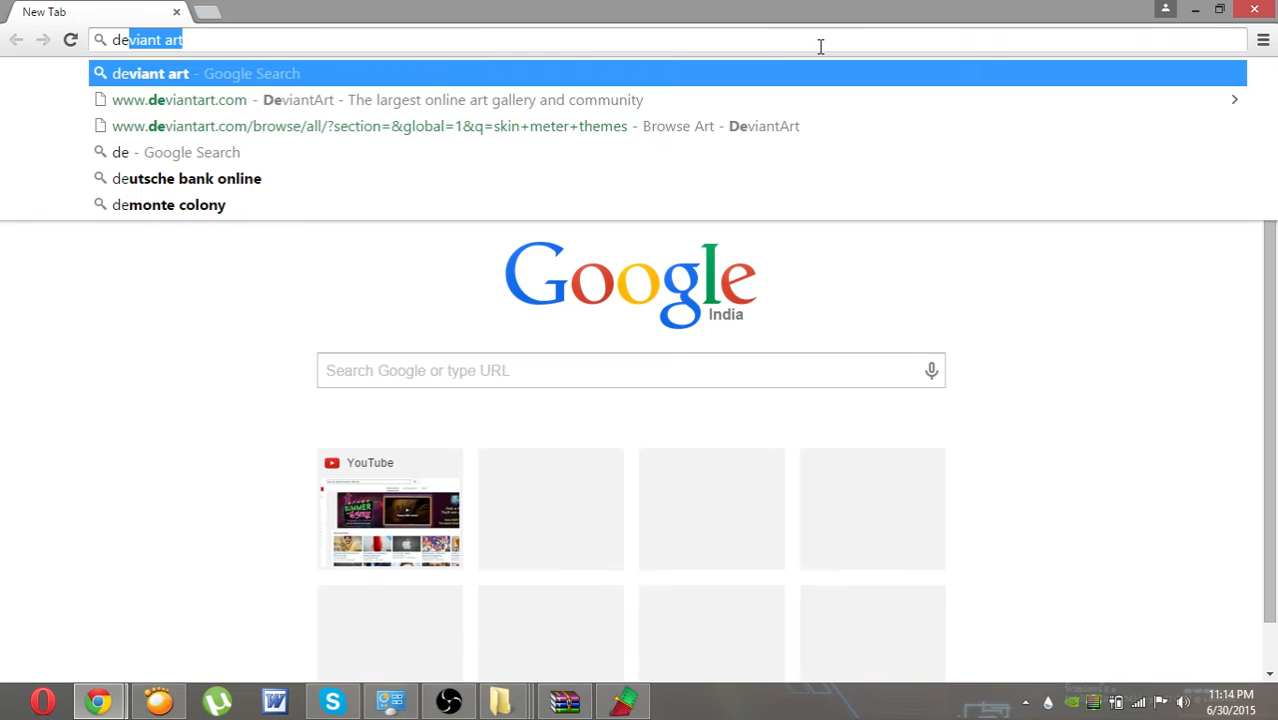 New Tab
deviant art
deviant art - Google Search
www.deviantart.com - DeviantArt - The largest online art gallery and community
www.deviantart.com/browse/all/?section=&global=1&q=skin+meter+themes - Browse Art - DeviantArt
de - Google Search
deutsche bank online
demonte colony
Google
India
Search Google or type URL
YouTube
11:14 PM
6/30/2015